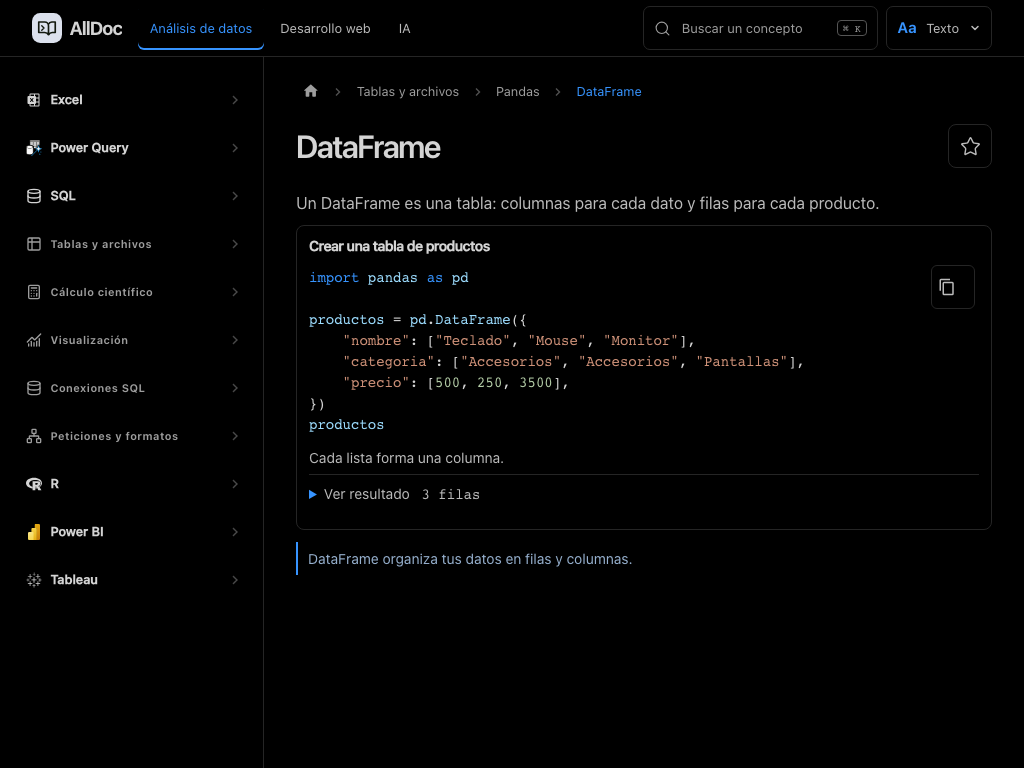 AllDoc
Análisis de datos
Desarrollo web
IA
Buscar un concepto
⌘ K
Aa Texto
Excel
Power Query
SQL
Tablas y archivos
Cálculo científico
Visualización
Conexiones SQL
Peticiones y formatos
R
Power BI
Tableau
Tablas y archivos
Pandas
DataFrame
DataFrame
Un DataFrame es una tabla: columnas para cada dato y filas para cada producto.
Crear una tabla de productos
import pandas as pd
productos = pd.DataFrame({
    "nombre": ["Teclado", "Mouse", "Monitor"],
    "categoria": ["Accesorios", "Accesorios", "Pantallas"],
    "precio": [500, 250, 3500],
})
productos
Cada lista forma una columna.
Ver resultado 3 filas
DataFrame organiza tus datos en filas y columnas.